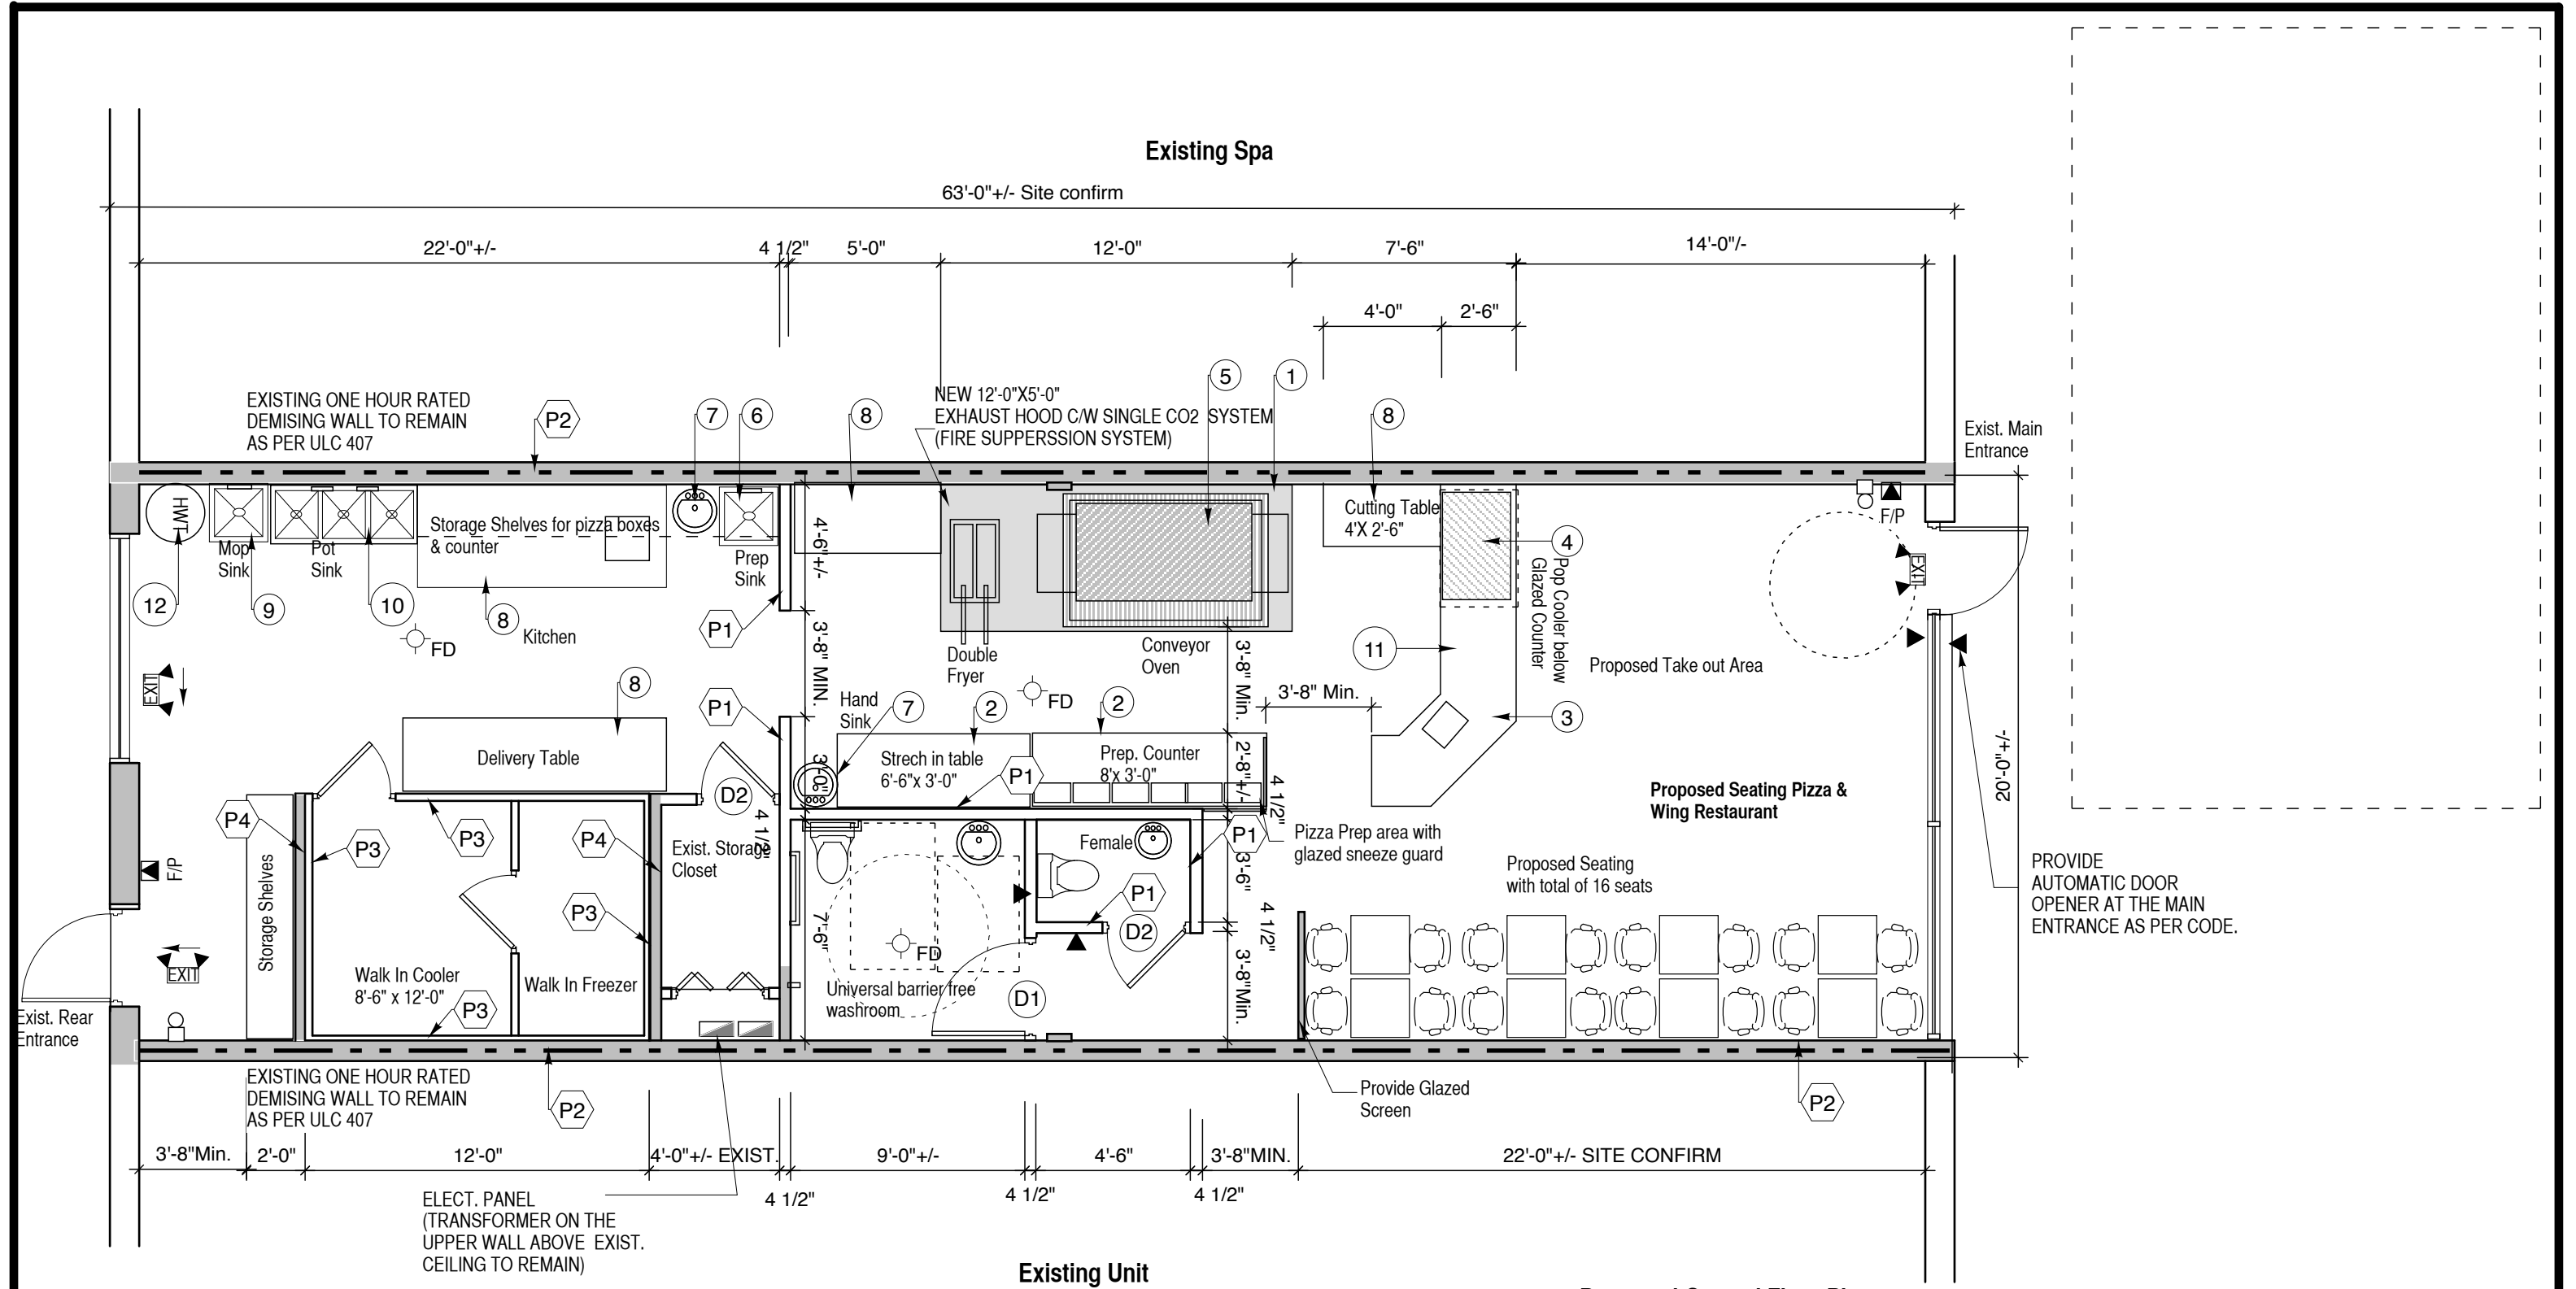 Existing Spa
63'-0"+/- Site confirm
22'-0"+/-
4 1/2"
5'-0"
12'-0"
7'-6"
14'-0"/-
4'-0"
2'-6"
EXISTING ONE HOUR RATED
DEMISING WALL TO REMAIN
AS PER ULC 407
P2
7
6
8
NEW 12'-0"X5'-0"
EXHAUST HOOD C/W SINGLE CO2 SYSTEM
(FIRE SUPPERSSION SYSTEM)
5
1
8
Exist. Main
Entrance
HWT
Mop
Sink
Pot
Sink
Storage Shelves for pizza boxes
& counter
Prep
Sink
4'-6"+/-
Cutting Table
4'X 2'-6"
F/P
EXIT
4
Pop Cooler below
Glazed Counter
12
9
10
8
Kitchen
FD
P1
3'-8" MIN.
Double
Fryer
Conveyor
Oven
3'-8" Min.
11
Proposed Take out Area
EXIT
8
P1
Hand
Sink
7
2
FD
2
3'-8" Min.
3
Delivery Table
3'-0"
Strech in table
6'-6"x 3'-0"
P1
Prep. Counter
8'x 3'-0"
2'-8"+/-
4 1/2"
20'-0"+/-
Proposed Seating Pizza &
Wing Restaurant
D2
4 1/2"
P4
P3
P3
P4
Exist. Storage
Closet
Female
P1
3'-6"
Pizza Prep area with
glazed sneeze guard
Proposed Seating
with total of 16 seats
PROVIDE
AUTOMATIC DOOR
OPENER AT THE MAIN
ENTRANCE AS PER CODE.
F/P
Storage Shelves
P3
7'-6"
P1
D2
4 1/2"
FD
EXIT
Walk In Cooler
8'-6" x 12'-0"
P3
Walk In Freezer
Universal barrier free
washroom
D1
3'-8"Min.
Exist. Rear
Entrance
EXISTING ONE HOUR RATED
DEMISING WALL TO REMAIN
AS PER ULC 407
P2
Provide Glazed
Screen
P2
3'-8"Min.
2'-0"
12'-0"
4'-0"+/- EXIST.
9'-0"+/-
4'-6"
3'-8"MIN.
22'-0"+/- SITE CONFIRM
4 1/2"
4 1/2"
4 1/2"
ELECT. PANEL
(TRANSFORMER ON THE
UPPER WALL ABOVE EXIST.
CEILING TO REMAIN)
Existing Unit